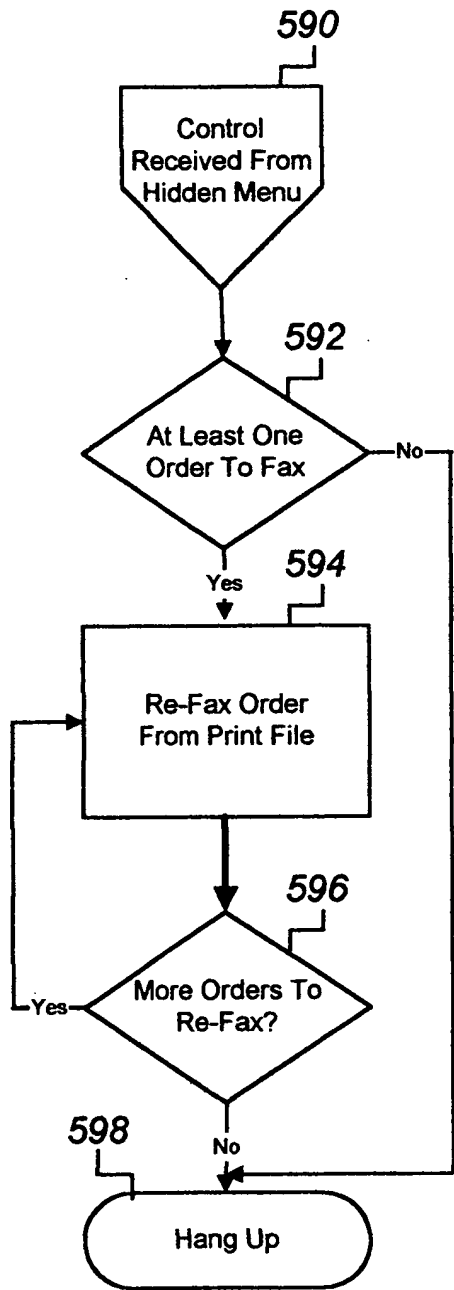 590
Control
Received From
Hidden Menu
592
At Least One
Order To Fax
No
Yes
594
Re-Fax Order
From Print File
596
More Orders To
Re-Fax?
Yes
No
598
Hang Up